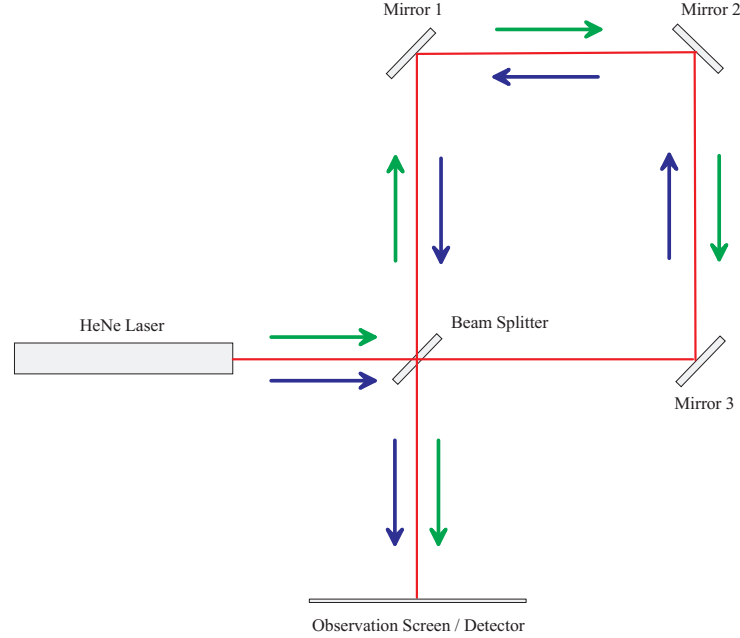 Mirror 1
Mirror 2
HeNe Laser
Beam Splitter
Mirror 3
Observation Screen / Detector